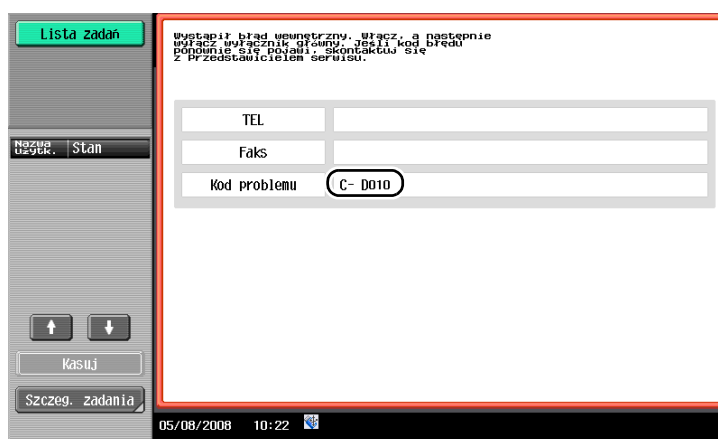 Lista zadań
Wystąpił błąd wewnętrzny. Włącz, a następnie
wyłącz wyłącznik główny. Jeśli kod błędu
ponownie się pojawi, skontaktuj się
z Przedstawicielem serwisu.
TEL
Nazwa użytk. Stan
Faks
Kod problemu C- D010
Kasuj
Szczeg. zadania
05/08/2008 10:22